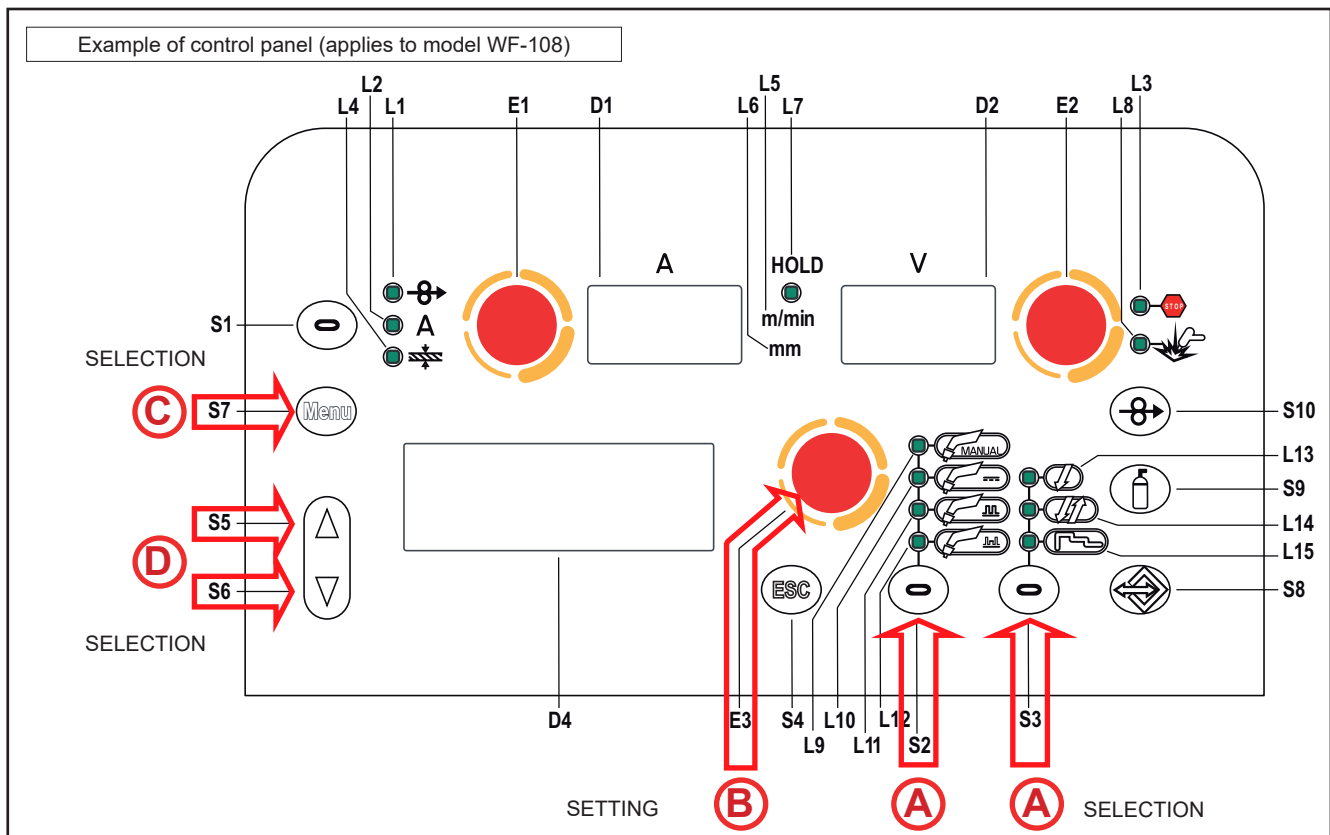 Example of control panel (applies to model WF-108)
L2 L5 L3
L4 L1 E1 D1 L6 L7 D2 E2 L8
A HOLD V
m/min
mm
A
STOP
S1
SELECTION
C S7 Menu
S10
MANUAL
L13
S9
L14
L15
S5
D
S6
ESC
S8
SELECTION
D4 E3 S4 L10 L12 S3
L9 L11 S2
SETTING B A A SELECTION